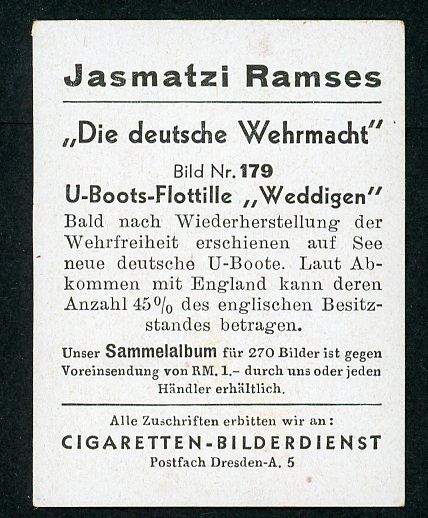 Jasmatzi Ramses
„Die deutsche Wehrmacht"
Bild Nr. 179
U-Boots-Flottille „Weddigen"
Bald nach Wiederherstellung der
Wehrfreiheit erschienen auf See
neue deutsche U-Boote. Laut Ab-
kommen mit England kann deren
Anzahl 45% des englischen Besitz-
standes betragen.
Unser Sammelalbum für 270 Bilder ist gegen
Voreinsendung von RM. 1.- durch uns oder jeden
Händler erhältlich.
Alle Zuschriften erbitten wir an:
CIGARETTEN-BILDERDIENST
Postfach Dresden-A. 5